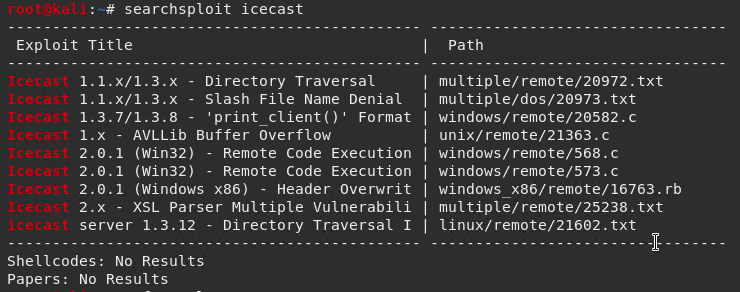 root@kali:~# searchsploit icecast
---------------------------------------------- ---------------------------------
 Exploit Title | Path
---------------------------------------------- ---------------------------------
Icecast 1.1.x/1.3.x - Directory Traversal | multiple/remote/20972.txt
Icecast 1.1.x/1.3.x - Slash File Name Denial | multiple/dos/20973.txt
Icecast 1.3.7/1.3.8 - 'print_client()' Format | windows/remote/20582.c
Icecast 1.x - AVLLib Buffer Overflow | unix/remote/21363.c
Icecast 2.0.1 (Win32) - Remote Code Execution | windows/remote/568.c
Icecast 2.0.1 (Win32) - Remote Code Execution | windows/remote/573.c
Icecast 2.0.1 (Windows x86) - Header Overwrit | windows_x86/remote/16763.rb
Icecast 2.x - XSL Parser Multiple Vulnerabili | multiple/remote/25238.txt
icecast server 1.3.12 - Directory Traversal I | linux/remote/21602.txt
---------------------------------------------- ---------------------------------
Shellcodes: No Results
Papers: No Results